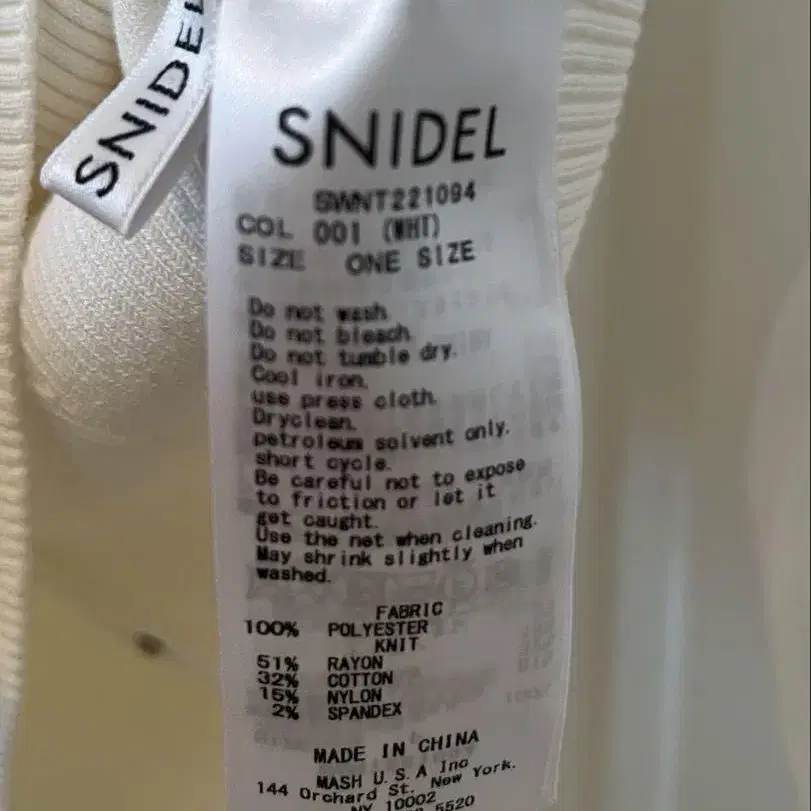 SNIDEL
SNIDEL
SWNT221094
COL 001 (WHT)
SIZE ONE SIZE
Do not wash.
Do not bleach.
Do not tumble dry.
Cool iron.
use press cloth.
Dryclean.
petroleum solvent only.
short cycle.
Be careful not to expose
to friction or let it
get caught.
Use the net when cleaning.
May shrink slightly when
washed.
FABRIC
100% POLYESTER
KNIT
51% RAYON
32% COTTON
15% NYLON
2% SPANDEX
MADE IN CHINA
MASH U.S.A Inc
144 Orchard St. New York.
NY 10002
5520